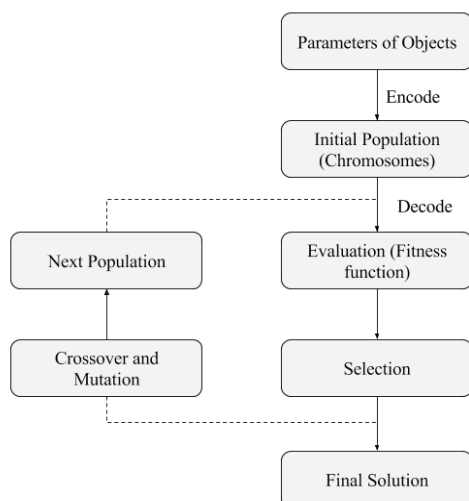 Parameters of Objects
Encode
Initial Population
(Chromosomes)
Decode
Next Population
Evaluation (Fitness
function)
Crossover and
Mutation
Selection
Final Solution